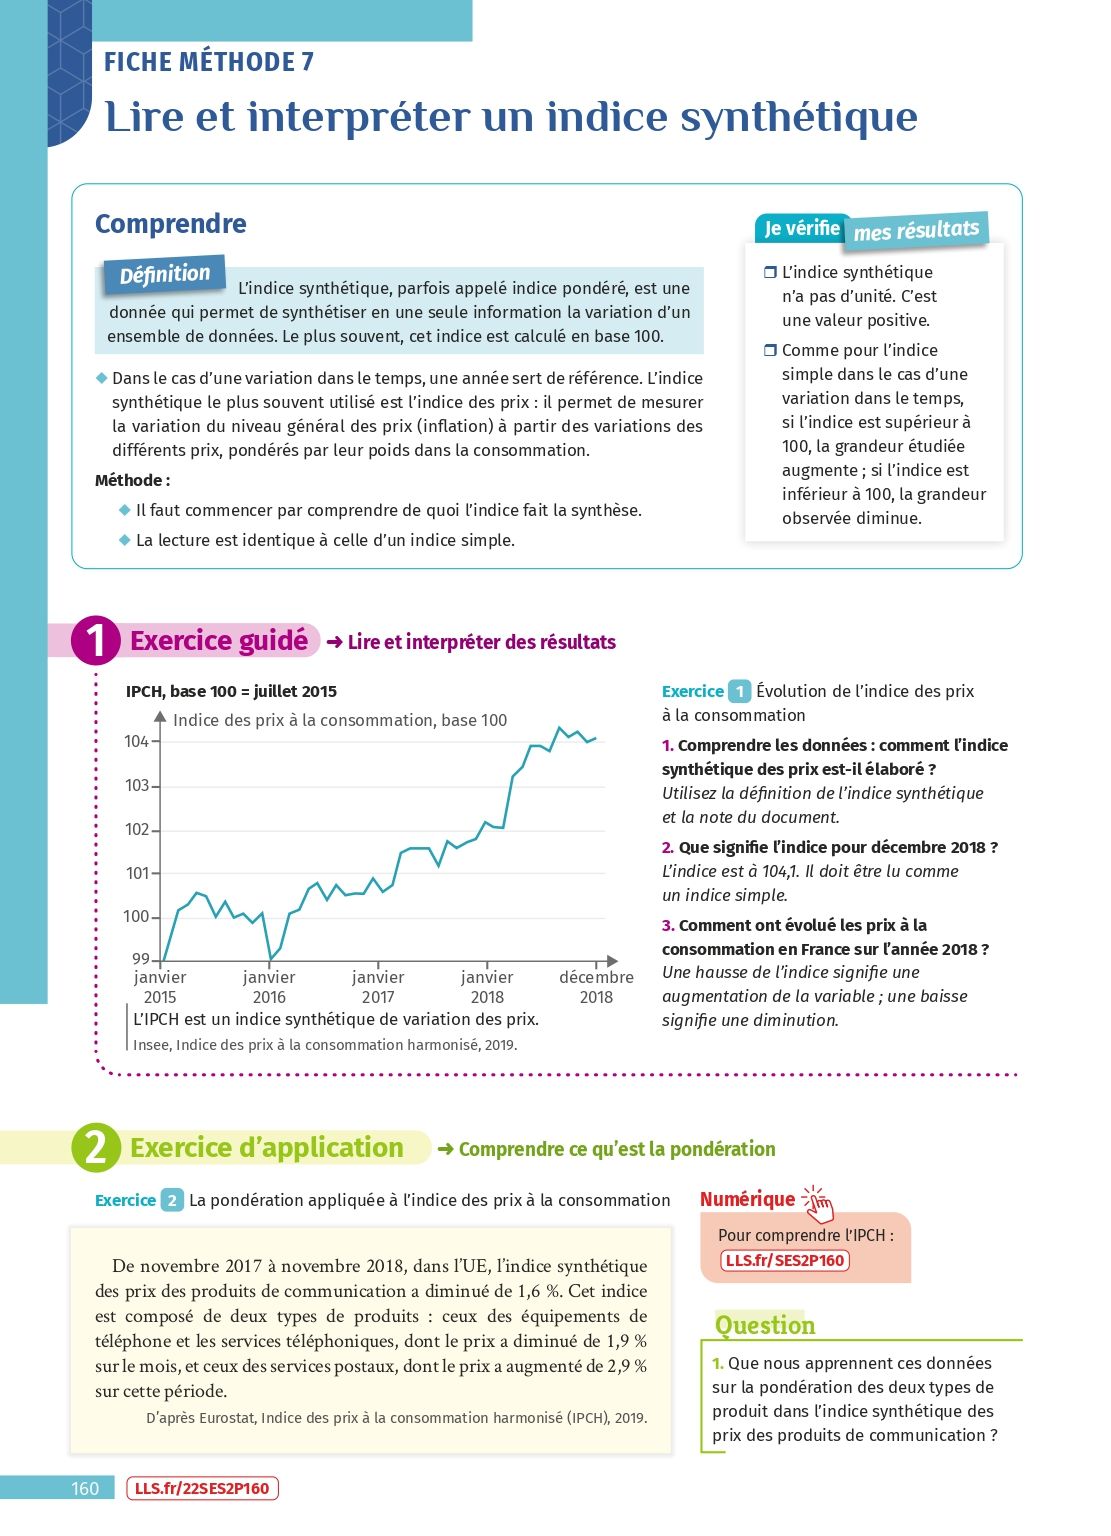 FICHE MÉTHODE 7
Lire et interpréter un indice synthétique
Comprendre
Définition
L’indice synthétique, parfois appelé indice pondéré, est une
donnée qui permet de synthétiser en une seule information la variation d’un
ensemble de données. Le plus souvent, cet indice est calculé en base 100.
◆ Dans le cas d’une variation dans le temps, une année sert de référence. L’indice
synthétique le plus souvent utilisé est l’indice des prix : il permet de mesurer
la variation du niveau général des prix (inflation) à partir des variations des
différents prix, pondérés par leur poids dans la consommation.
Méthode :
◆ Il faut commencer par comprendre de quoi l’indice fait la synthèse.
◆ La lecture est identique à celle d’un indice simple.
Je vérifie mes résultats
❒ L’indice synthétique
n’a pas d’unité. C’est
une valeur positive.
❒ Comme pour l’indice
simple dans le cas d’une
variation dans le temps,
si l’indice est supérieur à
100, la grandeur étudiée
augmente ; si l’indice est
inférieur à 100, la grandeur
observée diminue.
1 Exercice guidé ➜ Lire et interpréter des résultats
IPCH, base 100 = juillet 2015
Indice des prix à la consommation, base 100
104
103
102
101
100
99
janvier janvier janvier janvier décembre
2015 2016 2017 2018 2018
L’IPCH est un indice synthétique de variation des prix.
Insee, Indice des prix à la consommation harmonisé, 2019.
Exercice 1 Évolution de l’indice des prix
à la consommation
1. Comprendre les données : comment l’indice
synthétique des prix est-il élaboré ?
Utilisez la définition de l’indice synthétique
et la note du document.
2. Que signifie l’indice pour décembre 2018 ?
L’indice est à 104,1. Il doit être lu comme
un indice simple.
3. Comment ont évolué les prix à la
consommation en France sur l’année 2018 ?
Une hausse de l’indice signifie une
augmentation de la variable ; une baisse
signifie une diminution.
2 Exercice d’application ➜ Comprendre ce qu’est la pondération
Exercice 2 La pondération appliquée à l’indice des prix à la consommation
De novembre 2017 à novembre 2018, dans l’UE, l’indice synthétique
des prix des produits de communication a diminué de 1,6 %. Cet indice
est composé de deux types de produits : ceux des équipements de
téléphone et les services téléphoniques, dont le prix a diminué de 1,9 %
sur le mois, et ceux des services postaux, dont le prix a augmenté de 2,9 %
sur cette période.
D’après Eurostat, Indice des prix à la consommation harmonisé (IPCH), 2019.
Numérique
Pour comprendre l’IPCH :
LLS.fr/SES2P160
Question
1. Que nous apprennent ces données
sur la pondération des deux types de
produit dans l’indice synthétique des
prix des produits de communication ?
160
LLS.fr/22SES2P160